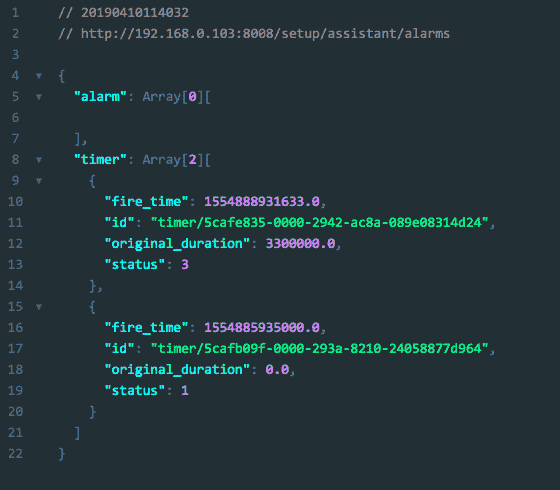 1 // 20190410114032
2 // http://192.168.0.103:8008/setup/assistant/alarms
3
4 ▼ {
5 ▼ "alarm": Array[0][
6
7 ],
8 ▼ "timer": Array[2][
9 ▼ {
10 "fire_time": 1554888931633.0,
11 "id": "timer/5cafe835-0000-2942-ac8a-089e08314d24",
12 "original_duration": 3300000.0,
13 "status": 3
14 },
15 ▼ {
16 "fire_time": 1554885935000.0,
17 "id": "timer/5cafb09f-0000-293a-8210-24058877d964",
18 "original_duration": 0.0,
19 "status": 1
20 }
21 ]
22 }